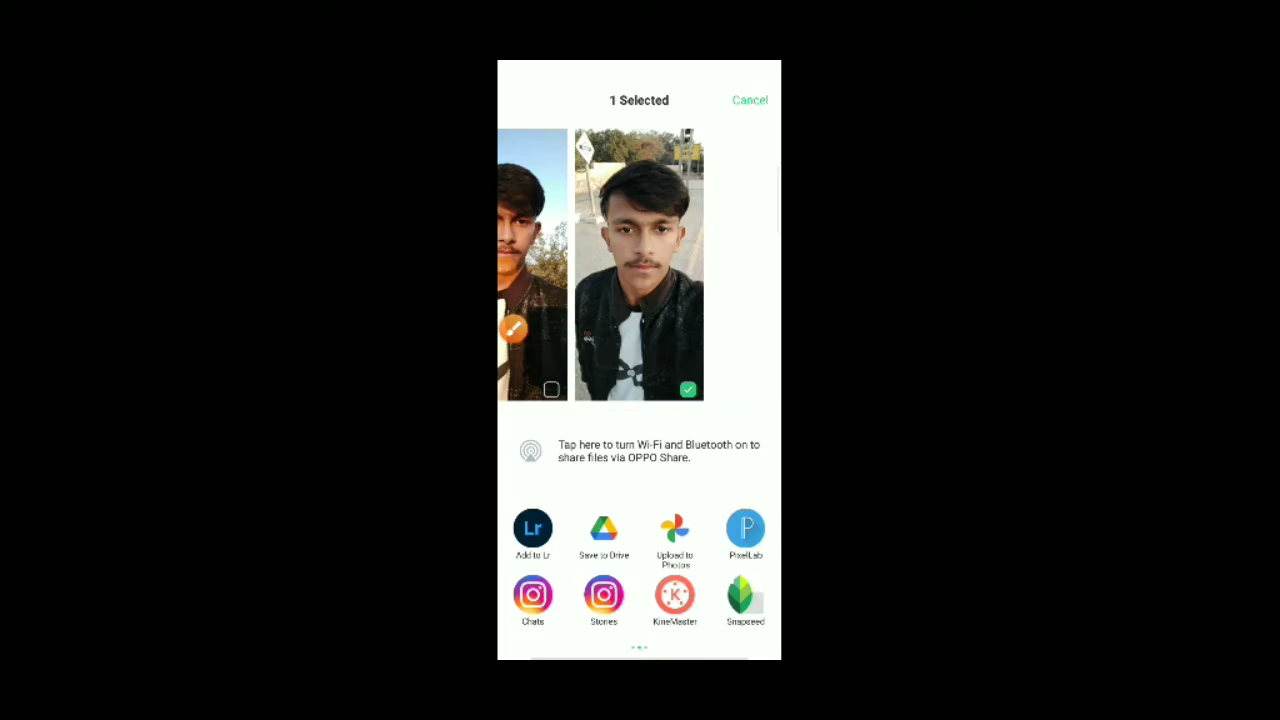 1 Selected
Cancel
Tap here to turn Wi-Fi and Bluetooth on to
share files via OPPO Share.
Lr
Add to Lr
Save to Drive
Upload to
Photos
PixelLab
Chats
Stories
K
KineMaster
Snapseed